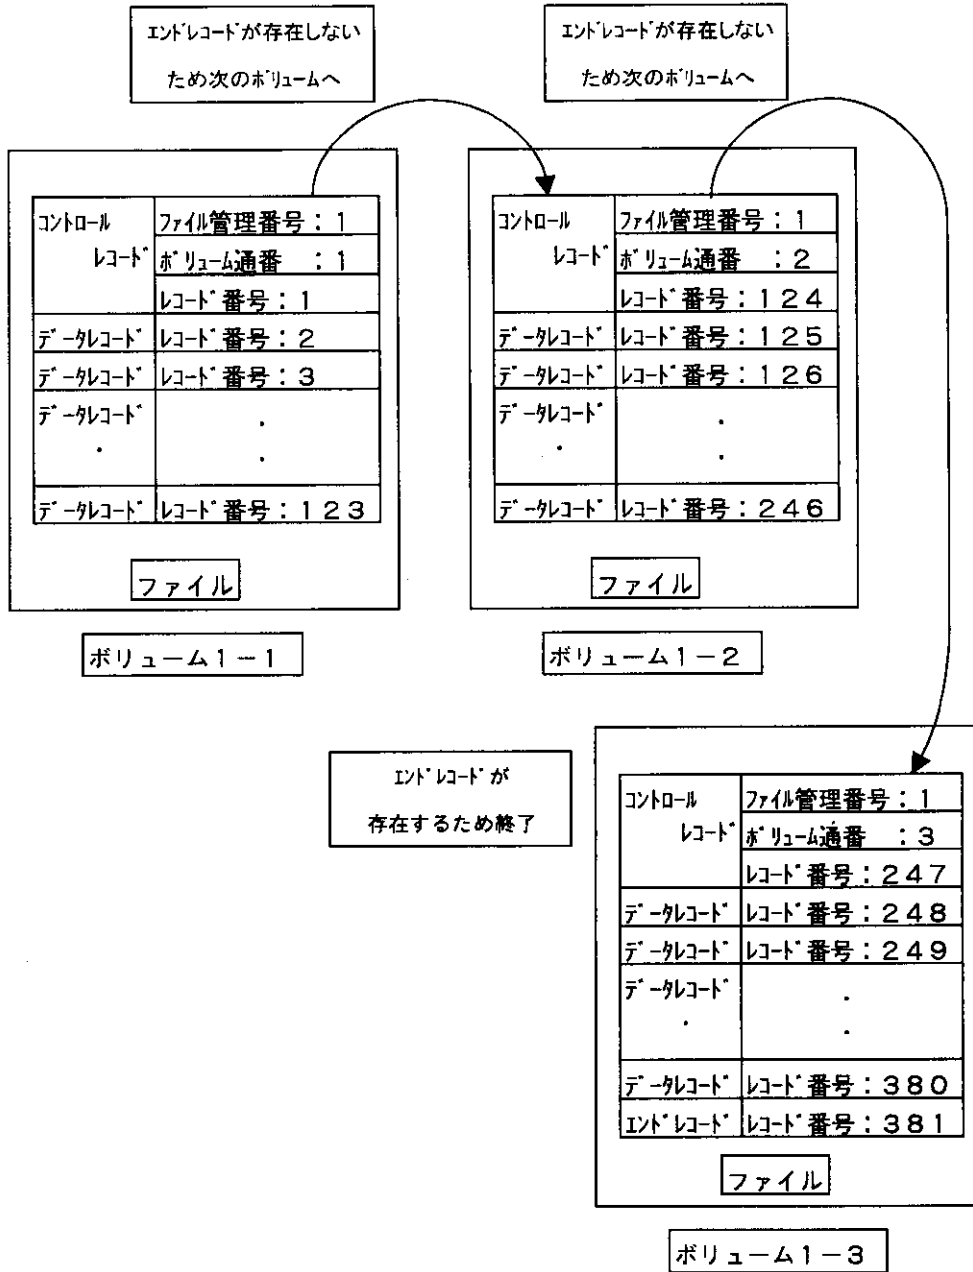 ｴﾝﾄﾞﾚｺｰﾄﾞが存在しない
ため次のﾎﾞﾘｭｰﾑへ
ｴﾝﾄﾞﾚｺｰﾄﾞが存在しない
ため次のﾎﾞﾘｭｰﾑへ
ｺﾝﾄﾛｰﾙ
ﾚｺｰﾄﾞ
ﾌｧｲﾙ管理番号：１
ﾎﾞﾘｭｰﾑ通番　：１
ﾚｺｰﾄﾞ番号：１
ﾃﾞｰﾀﾚｺｰﾄﾞ ﾚｺｰﾄﾞ番号：２
ﾃﾞｰﾀﾚｺｰﾄﾞ ﾚｺｰﾄﾞ番号：３
ﾃﾞｰﾀﾚｺｰﾄﾞ ・
・ ・
ﾃﾞｰﾀﾚｺｰﾄﾞ ﾚｺｰﾄﾞ番号：１２３
ファイル
ボリューム１－１
ｺﾝﾄﾛｰﾙ
ﾚｺｰﾄﾞ
ﾌｧｲﾙ管理番号：１
ﾎﾞﾘｭｰﾑ通番　：２
ﾚｺｰﾄﾞ番号：１２４
ﾃﾞｰﾀﾚｺｰﾄﾞ ﾚｺｰﾄﾞ番号：１２５
ﾃﾞｰﾀﾚｺｰﾄﾞ ﾚｺｰﾄﾞ番号：１２６
ﾃﾞｰﾀﾚｺｰﾄﾞ ・
・ ・
ﾃﾞｰﾀﾚｺｰﾄﾞ ﾚｺｰﾄﾞ番号：２４６
ファイル
ボリューム１－２
ｴﾝﾄﾞﾚｺｰﾄﾞが
存在するため終了
ｺﾝﾄﾛｰﾙ
ﾚｺｰﾄﾞ
ﾌｧｲﾙ管理番号：１
ﾎﾞﾘｭｰﾑ通番　：３
ﾚｺｰﾄﾞ番号：２４７
ﾃﾞｰﾀﾚｺｰﾄﾞ ﾚｺｰﾄﾞ番号：２４８
ﾃﾞｰﾀﾚｺｰﾄﾞ ﾚｺｰﾄﾞ番号：２４９
ﾃﾞｰﾀﾚｺｰﾄﾞ ・
・ ・
ﾃﾞｰﾀﾚｺｰﾄﾞ ﾚｺｰﾄﾞ番号：３８０
ｴﾝﾄﾞﾚｺｰﾄﾞ ﾚｺｰﾄﾞ番号：３８１
ファイル
ボリューム１－３